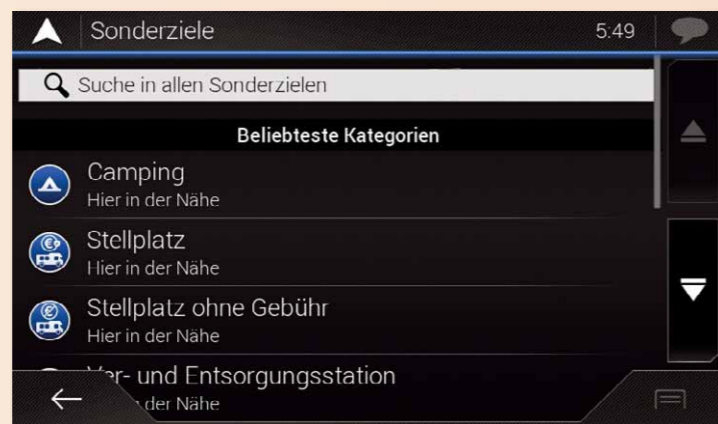 Sonderziele
5:49
Suche in allen Sonderzielen
Beliebteste Kategorien
Camping
Hier in der Nähe
Stellplatz
Hier in der Nähe
Stellplatz ohne Gebühr
Hier in der Nähe
Ver- und Entsorgungsstation
der Nähe